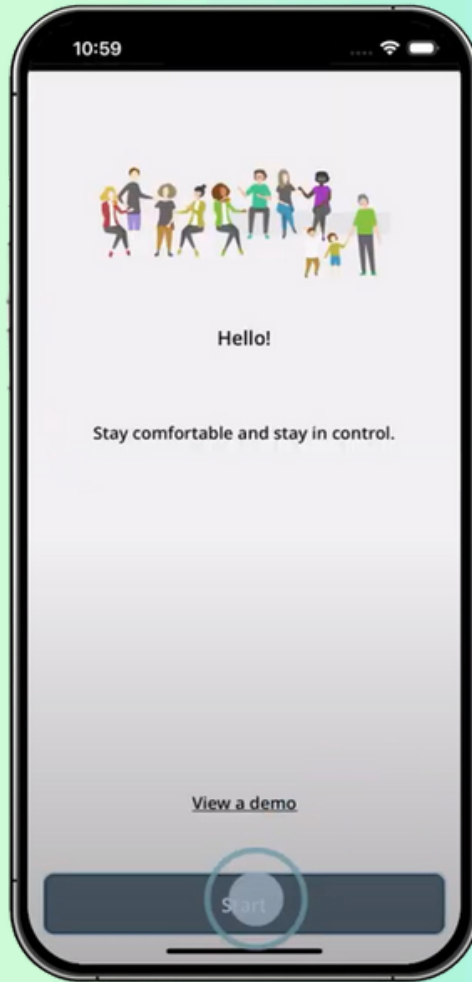 10:59
Hello!
Stay comfortable and stay in control.
View a demo
Start